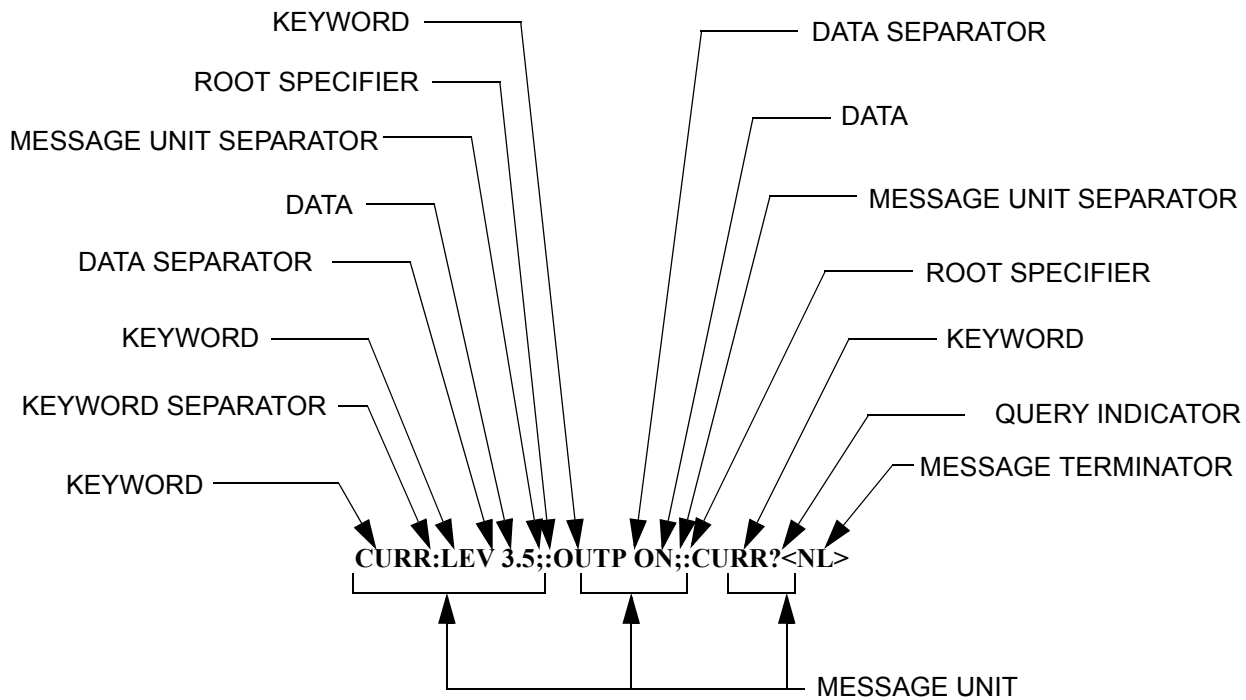 KEYWORD
DATA SEPARATOR
ROOT SPECIFIER
DATA
MESSAGE UNIT SEPARATOR
DATA
MESSAGE UNIT SEPARATOR
DATA SEPARATOR
ROOT SPECIFIER
KEYWORD
KEYWORD
KEYWORD SEPARATOR
QUERY INDICATOR
KEYWORD
MESSAGE TERMINATOR
CURR:LEV 3.5;:OUTP ON;:CURR?<NL>
MESSAGE UNIT